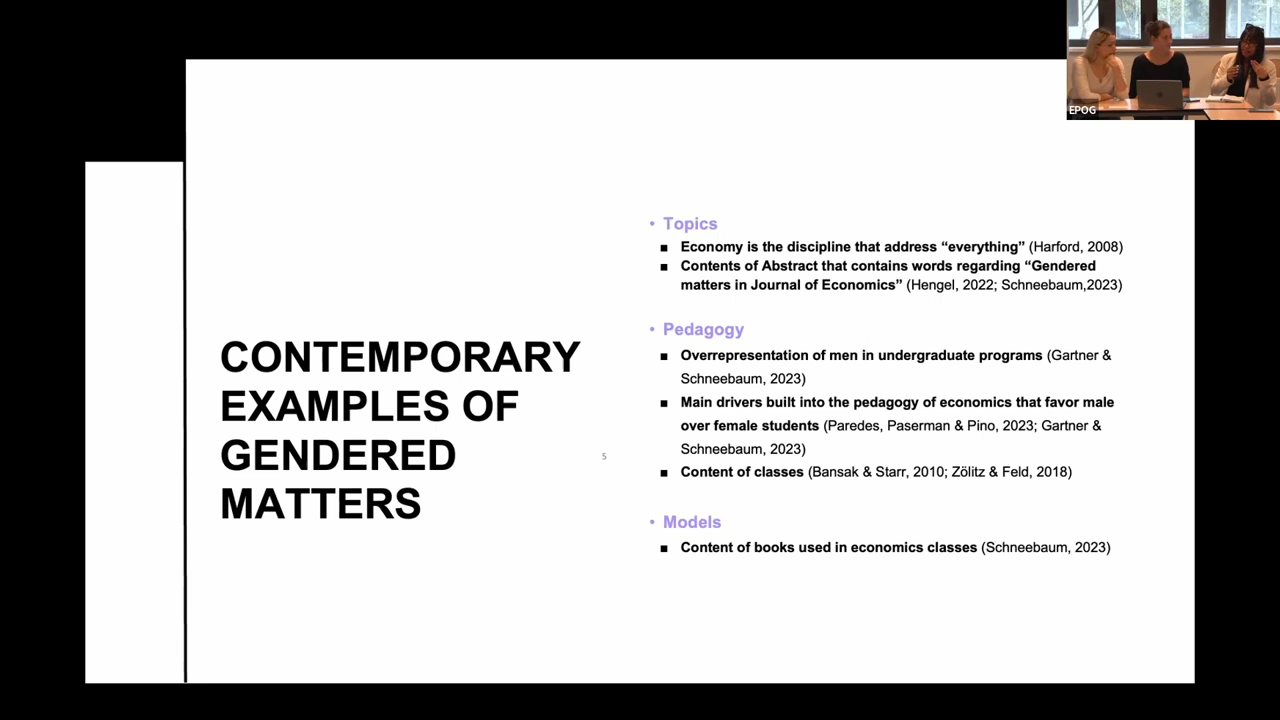 EPOG
CONTEMPORARY
EXAMPLES OF
GENDERED
MATTERS
5
• Topics
■ Economy is the discipline that address “everything” (Harford, 2008)
■ Contents of Abstract that contains words regarding “Gendered
matters in Journal of Economics” (Hengel, 2022; Schneebaum,2023)
• Pedagogy
■ Overrepresentation of men in undergraduate programs (Gartner &
Schneebaum, 2023)
■ Main drivers built into the pedagogy of economics that favor male
over female students (Paredes, Paserman & Pino, 2023; Gartner &
Schneebaum, 2023)
■ Content of classes (Bansak & Starr, 2010; Zölitz & Feld, 2018)
• Models
■ Content of books used in economics classes (Schneebaum, 2023)